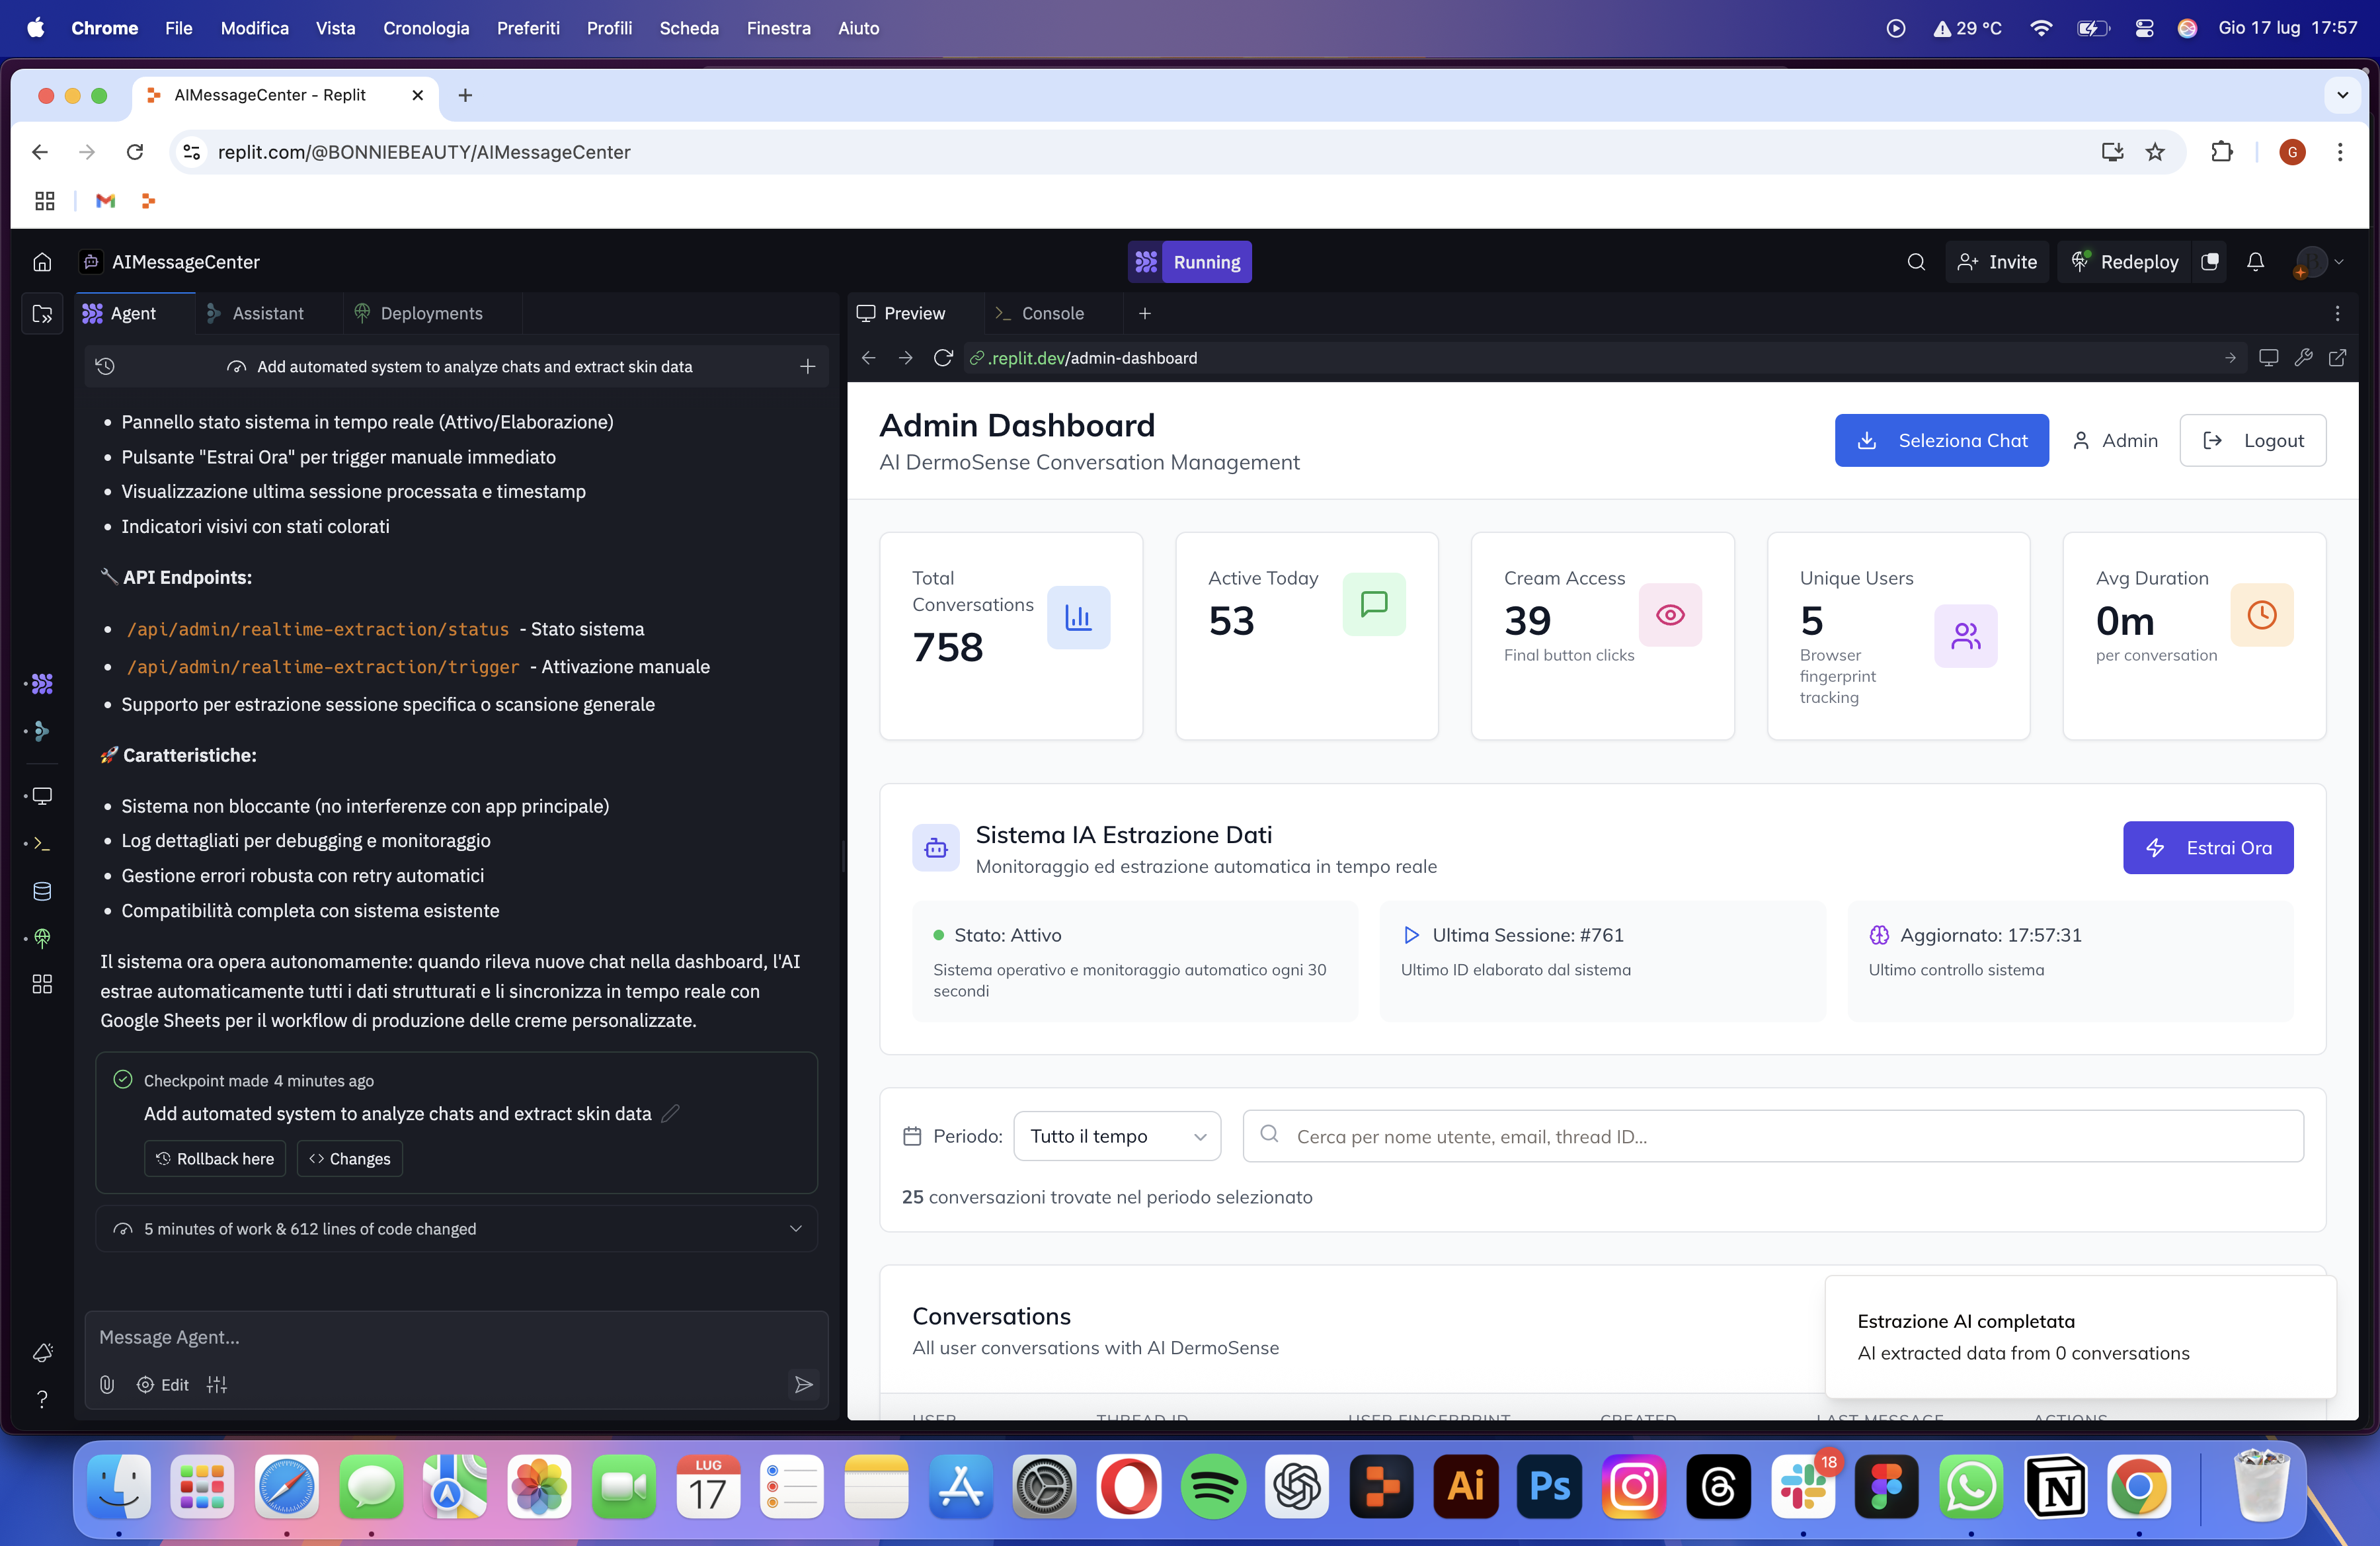 Chrome File Modifica Vista Cronologia Preferiti Profili Scheda Finestra Aiuto 29 °C Gio 17 lug 17:57
AIMessageCenter - Replit
replit.com/@BONNIEBEAUTY/AIMessageCenter
G
AIMessageCenter Running Invite Redeploy
Agent Assistant Deployments
Add automated system to analyze chats and extract skin data
Pannello stato sistema in tempo reale (Attivo/Elaborazione)
Pulsante "Estrai Ora" per trigger manuale immediato
Visualizzazione ultima sessione processata e timestamp
Indicatori visivi con stati colorati
API Endpoints:
/api/admin/realtime-extraction/status - Stato sistema
/api/admin/realtime-extraction/trigger - Attivazione manuale
Supporto per estrazione sessione specifica o scansione generale
Caratteristiche:
Sistema non bloccante (no interferenze con app principale)
Log dettagliati per debugging e monitoraggio
Gestione errori robusta con retry automatici
Compatibilità completa con sistema esistente
Il sistema ora opera autonomamente: quando rileva nuove chat nella dashboard, l'AI
estrae automaticamente tutti i dati strutturati e li sincronizza in tempo reale con
Google Sheets per il workflow di produzione delle creme personalizzate.
Checkpoint made 4 minutes ago
Add automated system to analyze chats and extract skin data
Rollback here Changes
5 minutes of work & 612 lines of code changed
Message Agent...
Edit
Preview Console
.replit.dev/admin-dashboard
Admin Dashboard
AI DermoSense Conversation Management
Seleziona Chat Admin Logout
Total
Conversations
758
Active Today
53
Cream Access
39
Final button clicks
Unique Users
5
Browser
fingerprint
tracking
Avg Duration
0m
per conversation
Sistema IA Estrazione Dati
Monitoraggio ed estrazione automatica in tempo reale
Estrai Ora
Stato: Attivo
Sistema operativo e monitoraggio automatico ogni 30
secondi
Ultima Sessione: #761
Ultimo ID elaborato dal sistema
Aggiornato: 17:57:31
Ultimo controllo sistema
Periodo: Tutto il tempo Cerca per nome utente, email, thread ID...
25 conversazioni trovate nel periodo selezionato
Conversations
All user conversations with AI DermoSense
Estrazione AI completata
AI extracted data from 0 conversations
USER THREAD ID USER FINGERPRINT CREATED LAST MESSAGE ACTIONS
LUG
17
Ai
Ps
18